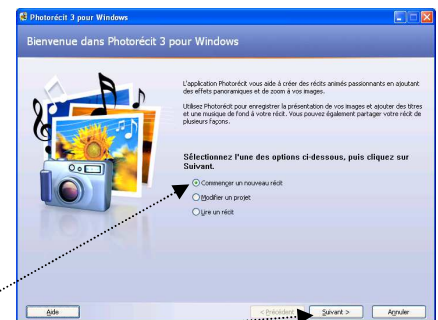 Photorécit 3 pour Windows
Bienvenue dans Photorécit 3 pour Windows
L'application Photorécit vous aide à créer des récits animés passionnants en ajoutant
des effets panoramiques et de zoom à vos images.
Utilisez Photorécit pour enregistrer la présentation de vos images et ajouter des titres
et une musique de fond à votre récit. Vous pouvez également partager votre récit de
plusieurs façons.
Sélectionnez l'une des options ci-dessous, puis cliquez sur
Suivant.
Commencer un nouveau récit
Modifier un projet
Lire un récit
Aide
< Précédent
Suivant >
Annuler